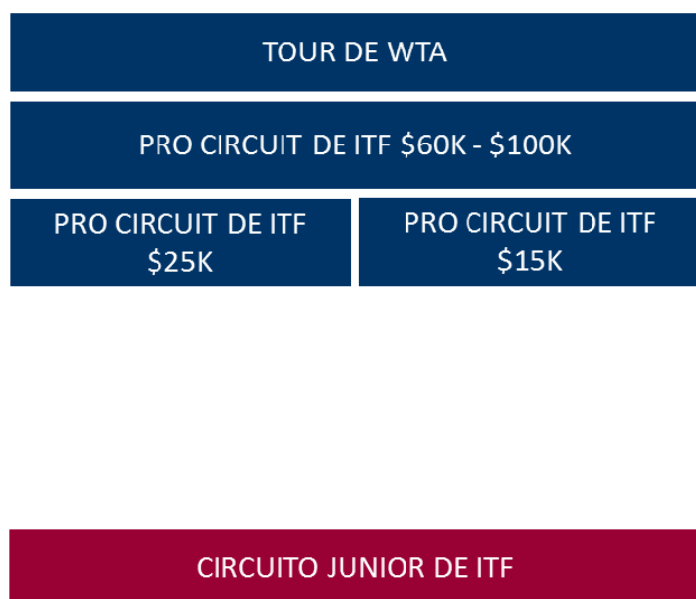 TOUR DE WTA
PRO CIRCUIT DE ITF $60K - $100K
PRO CIRCUIT DE ITF
$25K
PRO CIRCUIT DE ITF
$15K
CIRCUITO JUNIOR DE ITF